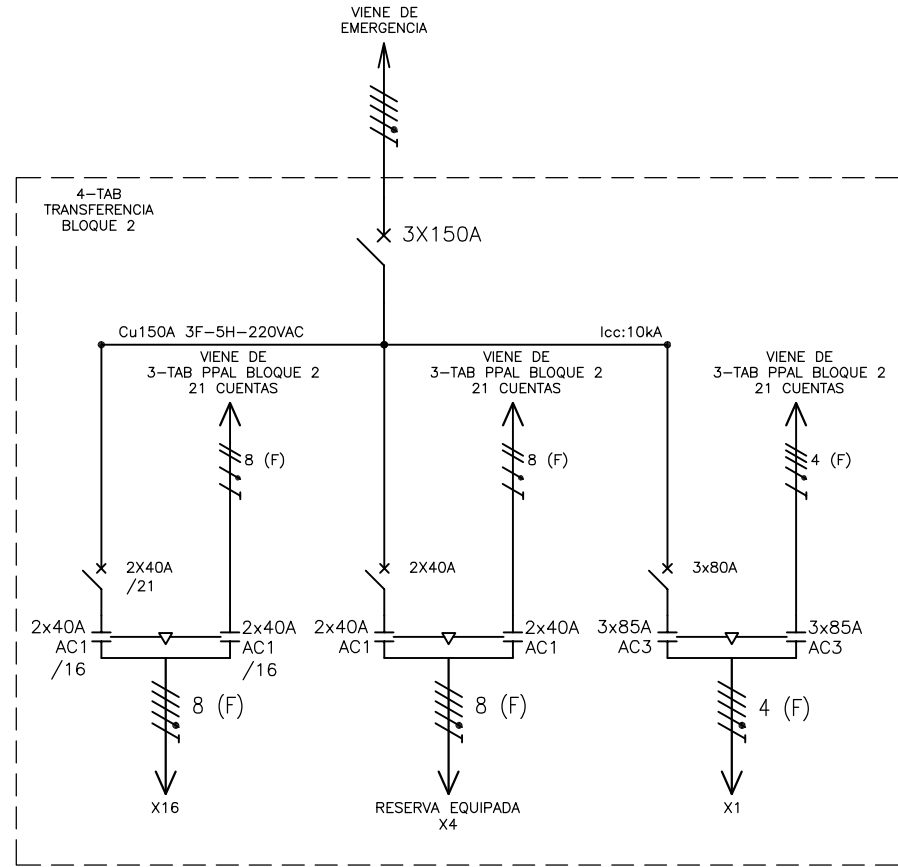 VIENE DE
EMERGENCIA
4-TAB
TRANSFERENCIA
BLOQUE 2
3X150A
Cu150A 3F-5H-220VAC
Icc:10kA
VIENE DE
3-TAB PPAL BLOQUE 2
21 CUENTAS
VIENE DE
3-TAB PPAL BLOQUE 2
21 CUENTAS
VIENE DE
3-TAB PPAL BLOQUE 2
21 CUENTAS
8 (F)
8 (F)
4 (F)
2X40A
/21
2X40A
3x80A
2x40A
AC1
/16
2x40A
AC1
/16
2x40A
AC1
2x40A
AC1
3x85A
AC3
3x85A
AC3
8 (F)
8 (F)
4 (F)
X16
RESERVA EQUIPADA
X4
X1